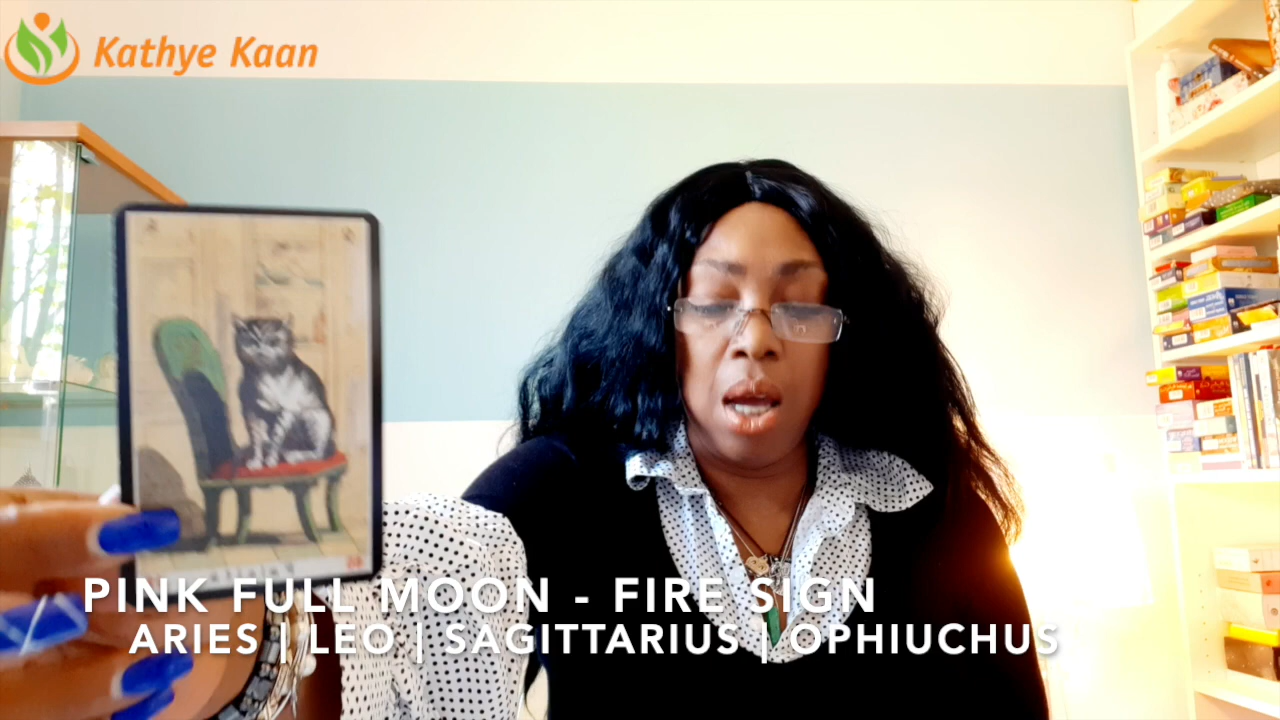 Kathye Kaan
PINK FULL MOON - FIRE SIGN
ARIES | LEO | SAGITTARIUS | OPHIUCHUS